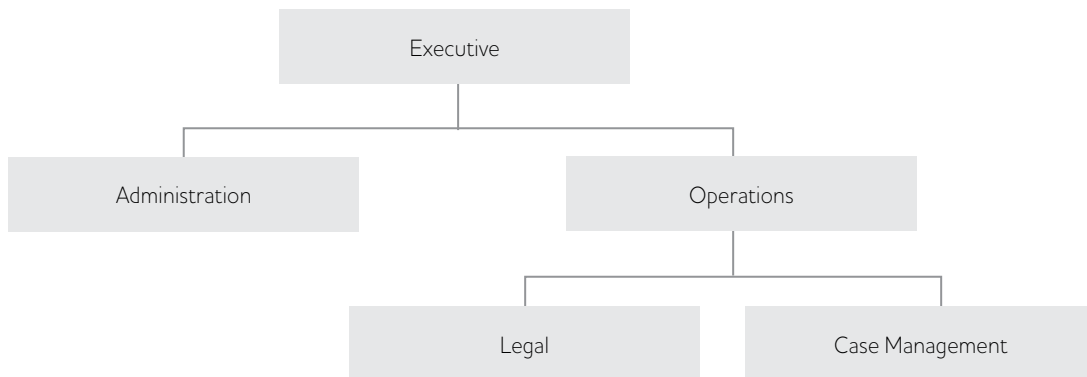 Executive
Administration
Operations
Legal
Case Management